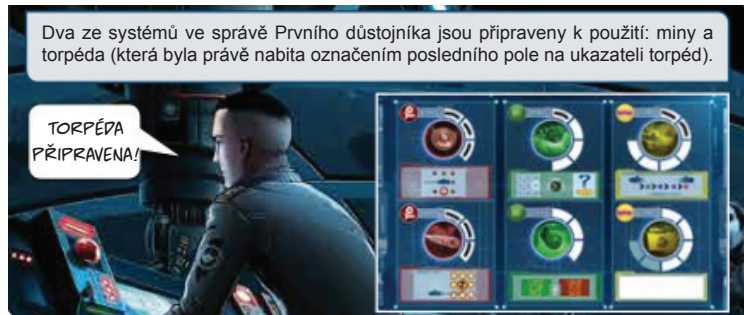 Dva ze systémů ve správě Prvního důstojníka jsou připraveny k použití: miny a
torpéda (která byla právě nabita označením posledního pole na ukazateli torpéd).
TORPÉDA
PŘIPRAVENA!
?